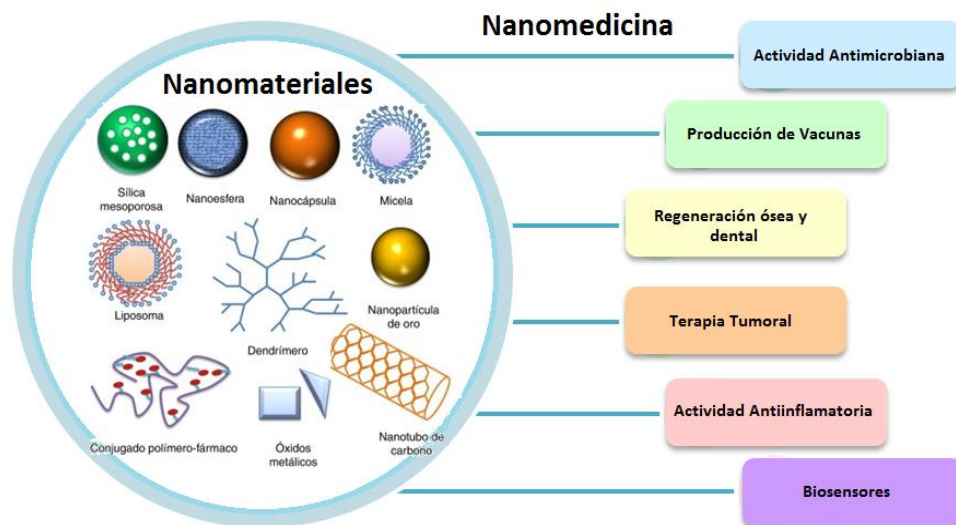 Nanomedicina
Nanomateriales
Sílica
mesoporosa
Nanoesfera
Nanocápsula
Micela
Liposoma
Dendrímero
Nanopartícula
de oro
Conjugado polímero-fármaco
Óxidos
metálicos
Nanotubo de
carbono
Actividad Antimicrobiana
Producción de Vacunas
Regeneración ósea y
dental
Terapia Tumoral
Actividad Antiinflamatoria
Biosensores